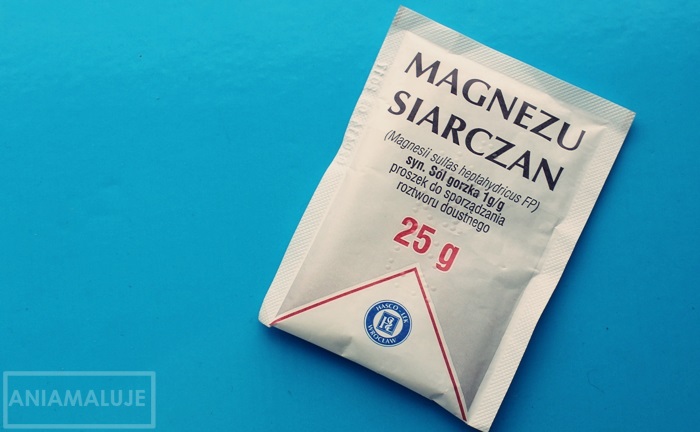 MAGNEZU
SIARCZAN
(Magnesii sulfas heptahydricus FP)
syn. Sól gorzka 1g/g
proszek do sporządzania
roztworu doustnego
25 g
HASCO-LEK
WROCŁAW
ANIAMALUJE